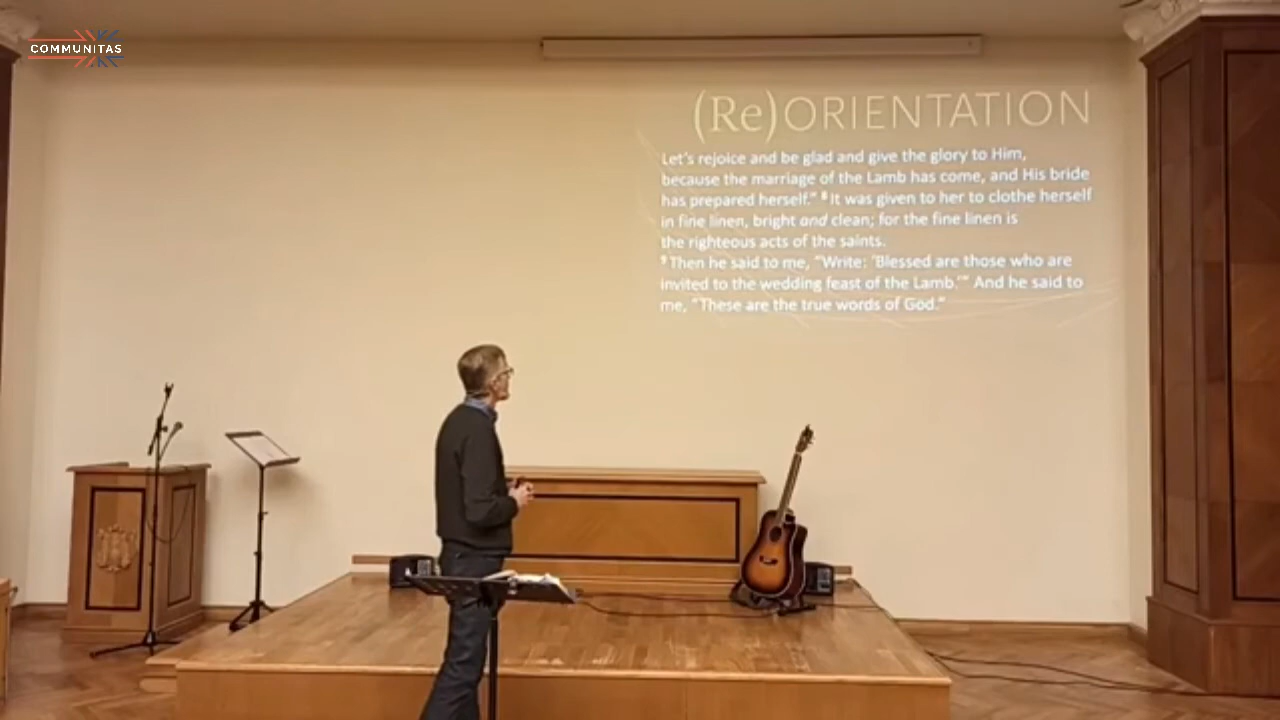 COMMUNITAS
(Re)ORIENTATION
Let's rejoice and be glad and give the glory to Him,
because the marriage of the Lamb has come, and His bride
has prepared herself." 8 It was given to her to clothe herself
in fine linen, bright and clean; for the fine linen is
the righteous acts of the saints.
9 Then he said to me, "Write: 'Blessed are those who are
invited to the wedding feast of the Lamb.'" And he said to
me, "These are the true words of God."